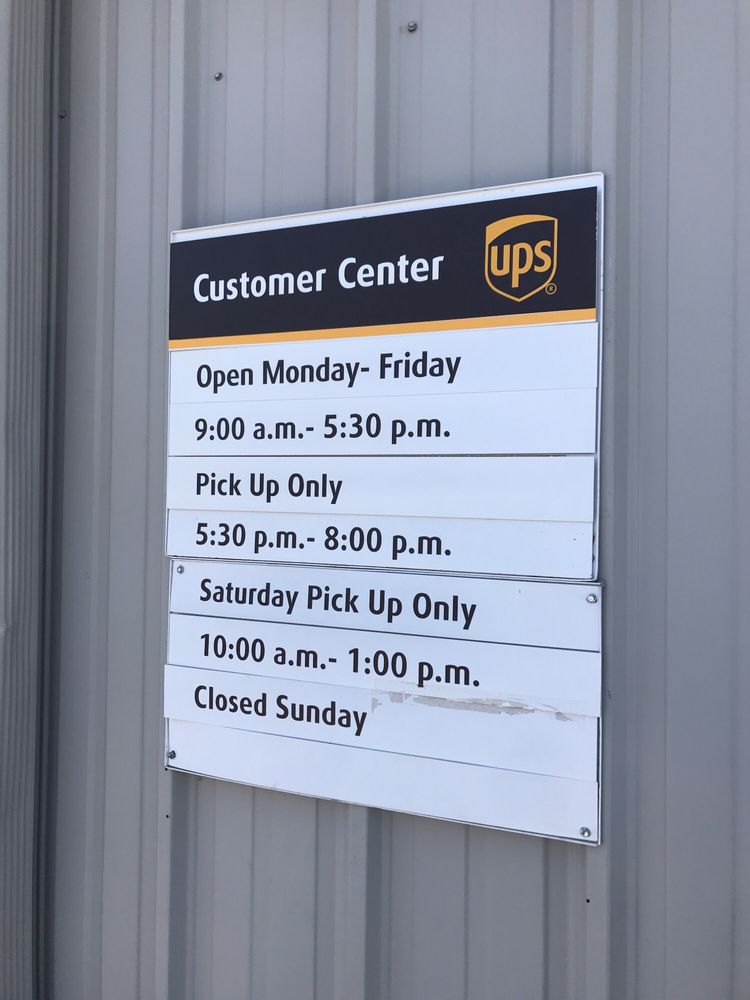 Customer Center
ups
Open Monday- Friday
9:00 a.m.- 5:30 p.m.
Pick Up Only
5:30 p.m.- 8:00 p.m.
Saturday Pick Up Only
10:00 a.m.- 1:00 p.m.
Closed Sunday